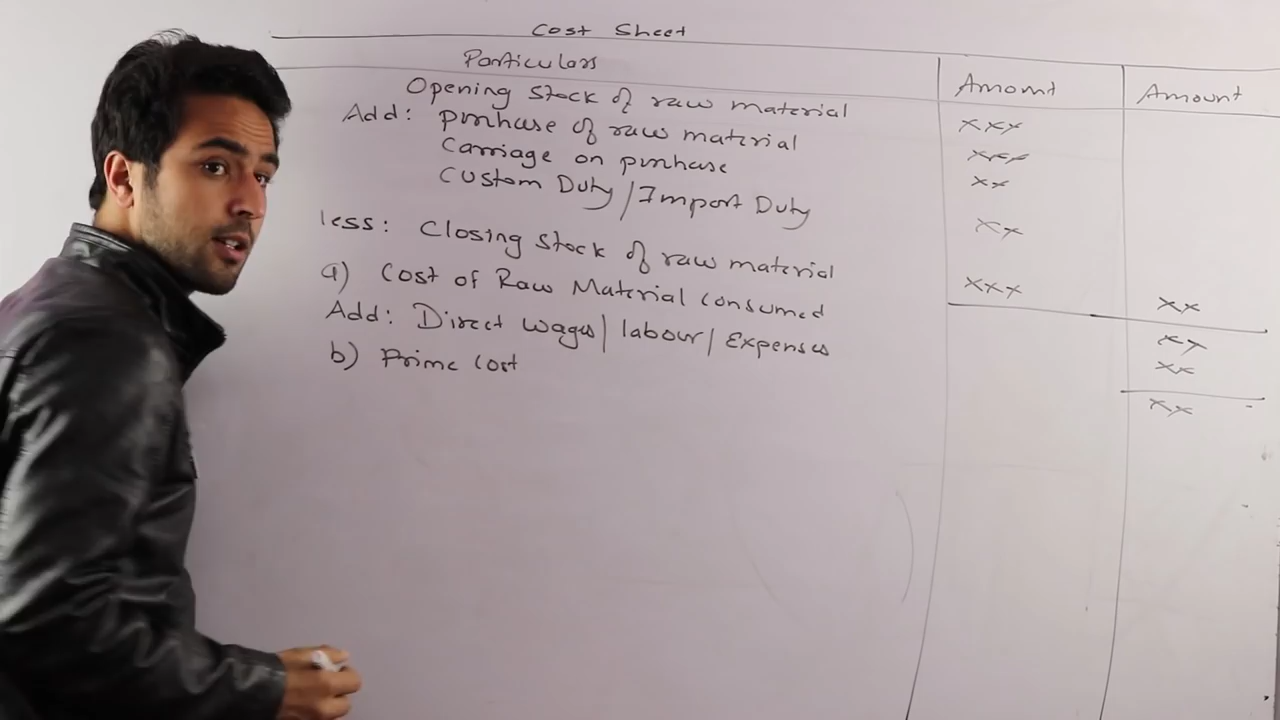 Cost Sheet
Particulars Amount Amount
Opening Stock of raw material xxx
Add: purchase of raw material xxx
Carriage on purchase xx
Custom Duty/Import Duty xx
less: Closing Stock of raw material xxx xx
a) Cost of Raw Material consumed xx
Add: Direct wages/labour/Expenses xx
b) Prime cost xx